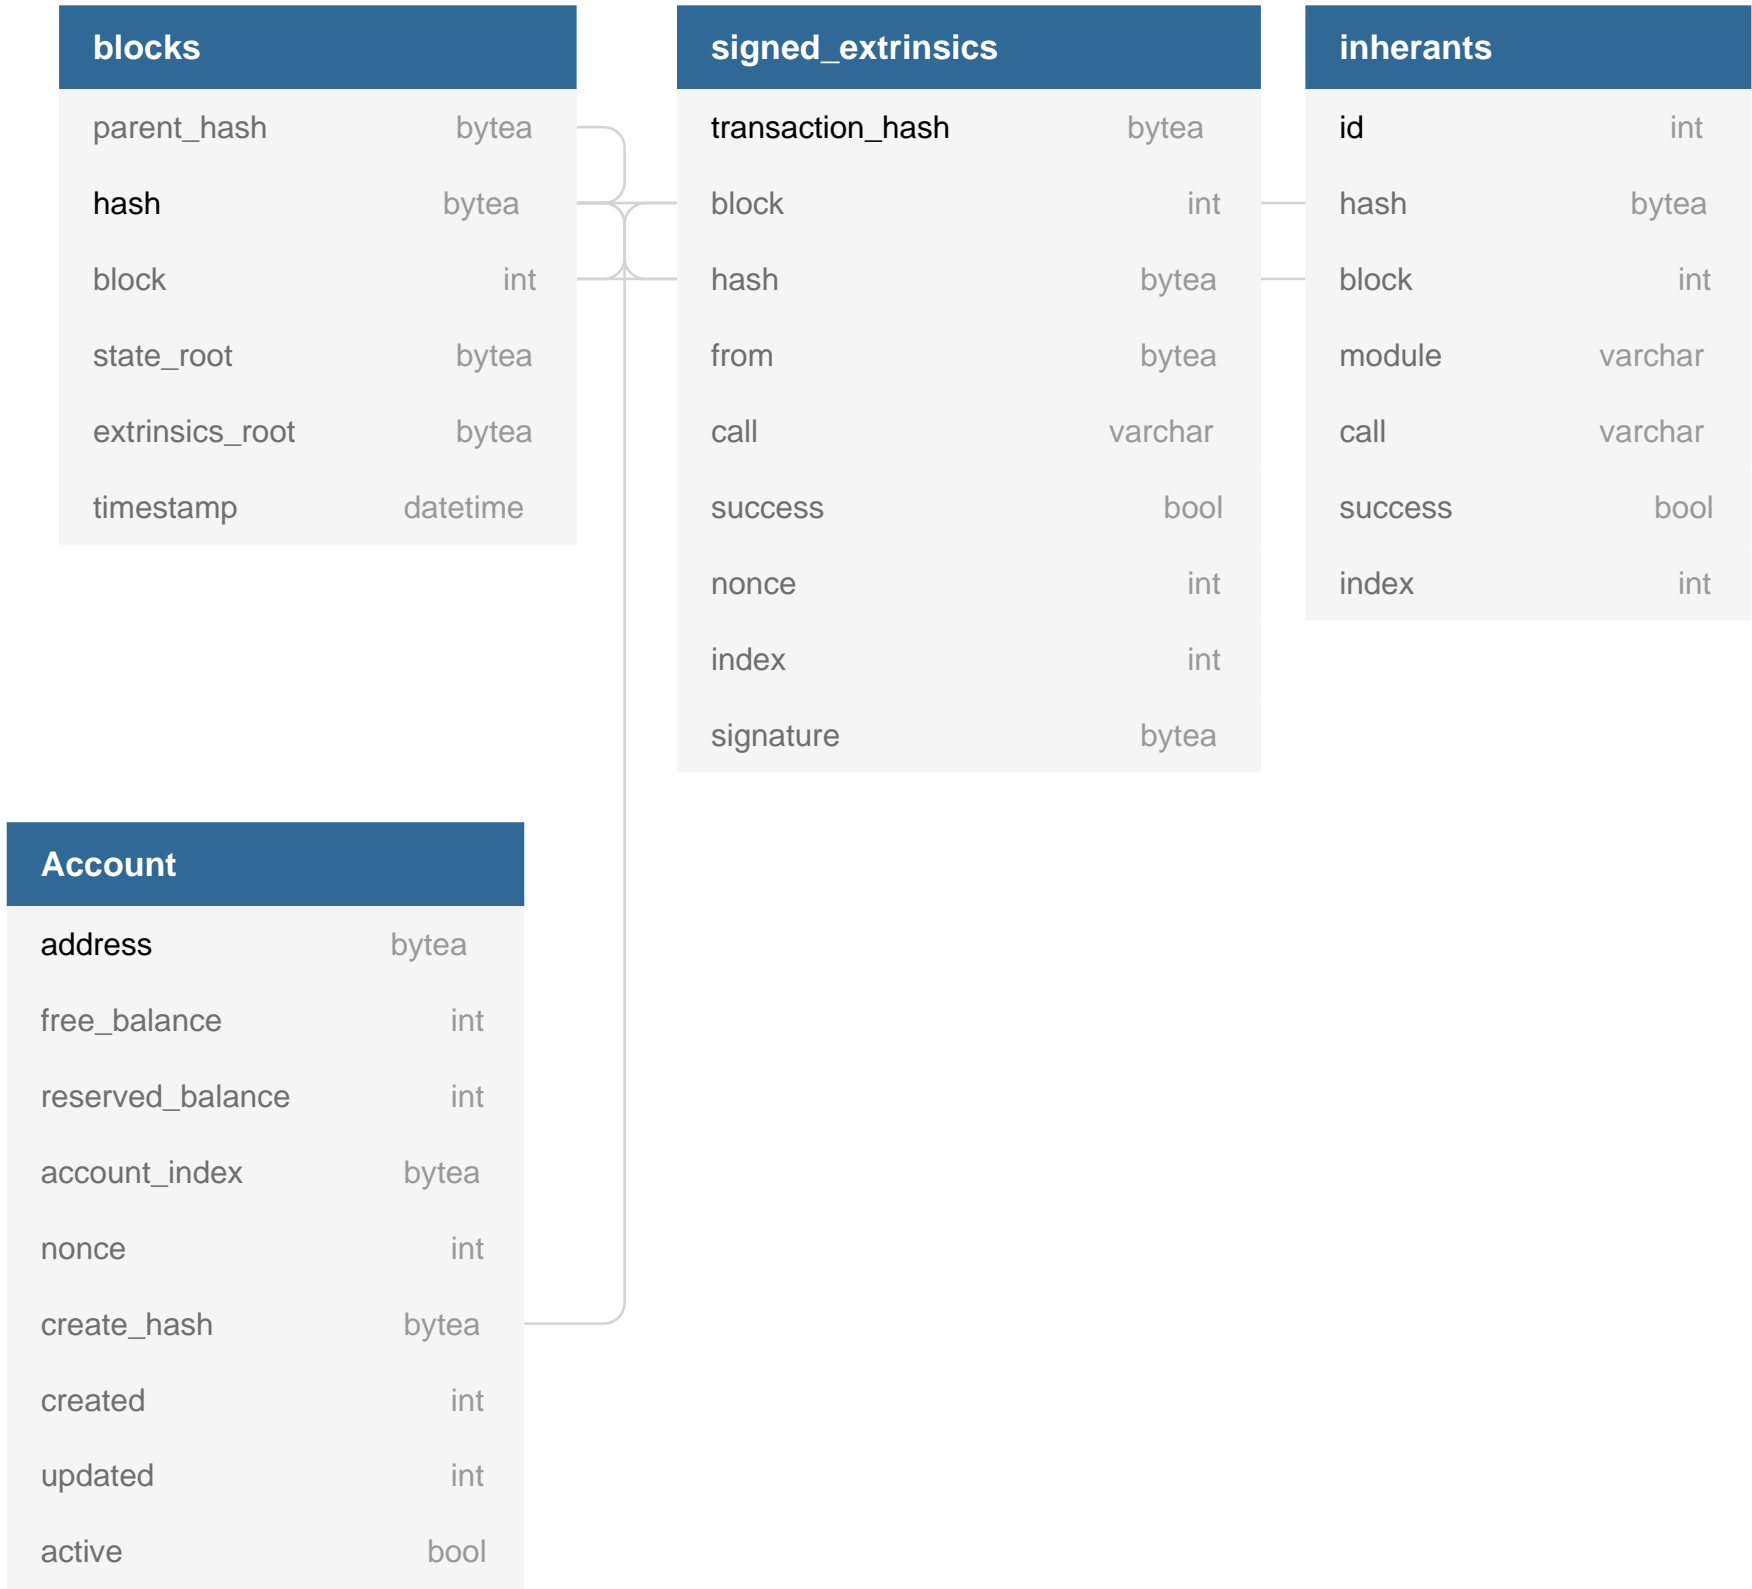 blocks
parent_hash bytea
hash bytea
block int
state_root bytea
extrinsics_root bytea
timestamp datetime
signed_extrinsics
transaction_hash bytea
block int
hash bytea
from bytea
call varchar
success bool
nonce int
index int
signature bytea
inherants
id int
hash bytea
block int
module varchar
call varchar
success bool
index int
Account
address bytea
free_balance int
reserved_balance int
account_index bytea
nonce int
create_hash bytea
created int
updated int
active bool